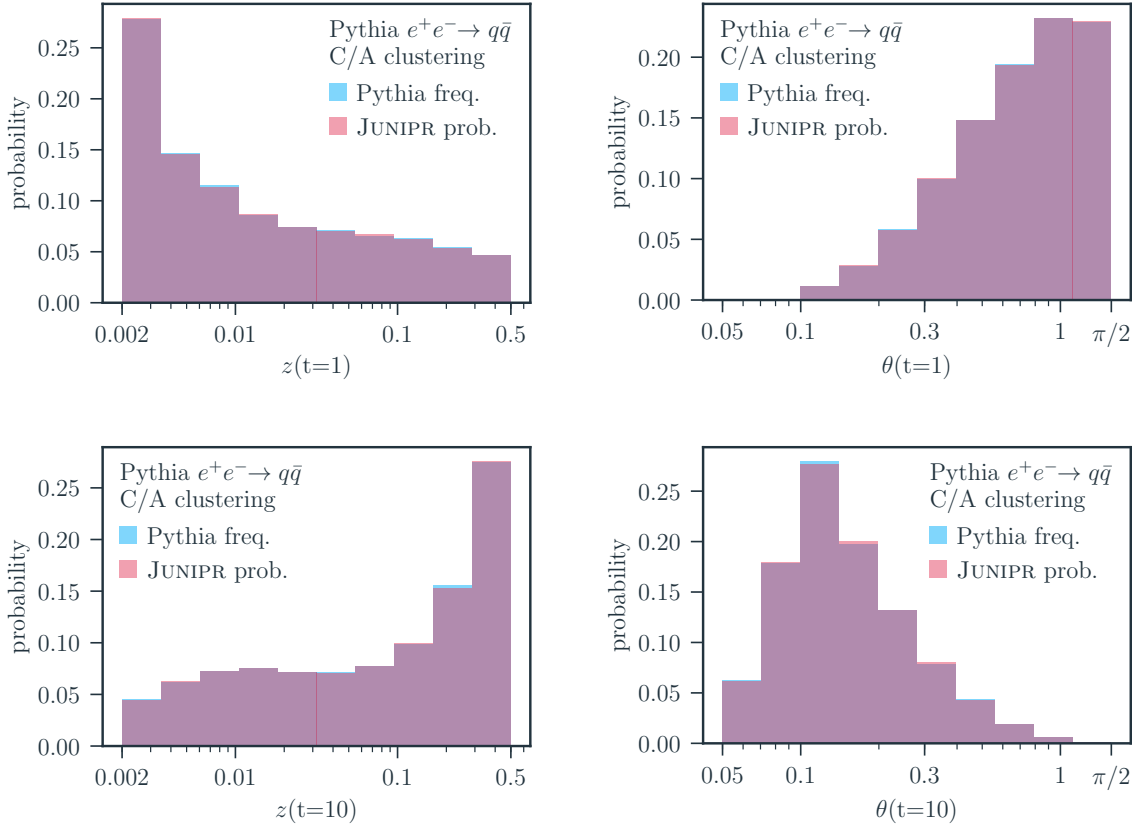 probability
0.25
0.20
0.15
0.10
0.05
0.00
Pythia e⁺e⁻→ qq̄
C/A clustering
Pythia freq.
JUNIPR prob.
0.002 0.01 0.1 0.5
z(t=1)
probability
0.20
0.15
0.10
0.05
0.00
Pythia e⁺e⁻→ qq̄
C/A clustering
Pythia freq.
JUNIPR prob.
0.05 0.1 0.3 1 π/2
θ(t=1)
probability
0.25
0.20
0.15
0.10
0.05
0.00
Pythia e⁺e⁻→ qq̄
C/A clustering
Pythia freq.
JUNIPR prob.
0.002 0.01 0.1 0.5
z(t=10)
probability
0.25
0.20
0.15
0.10
0.05
0.00
Pythia e⁺e⁻→ qq̄
C/A clustering
Pythia freq.
JUNIPR prob.
0.05 0.1 0.3 1 π/2
θ(t=10)